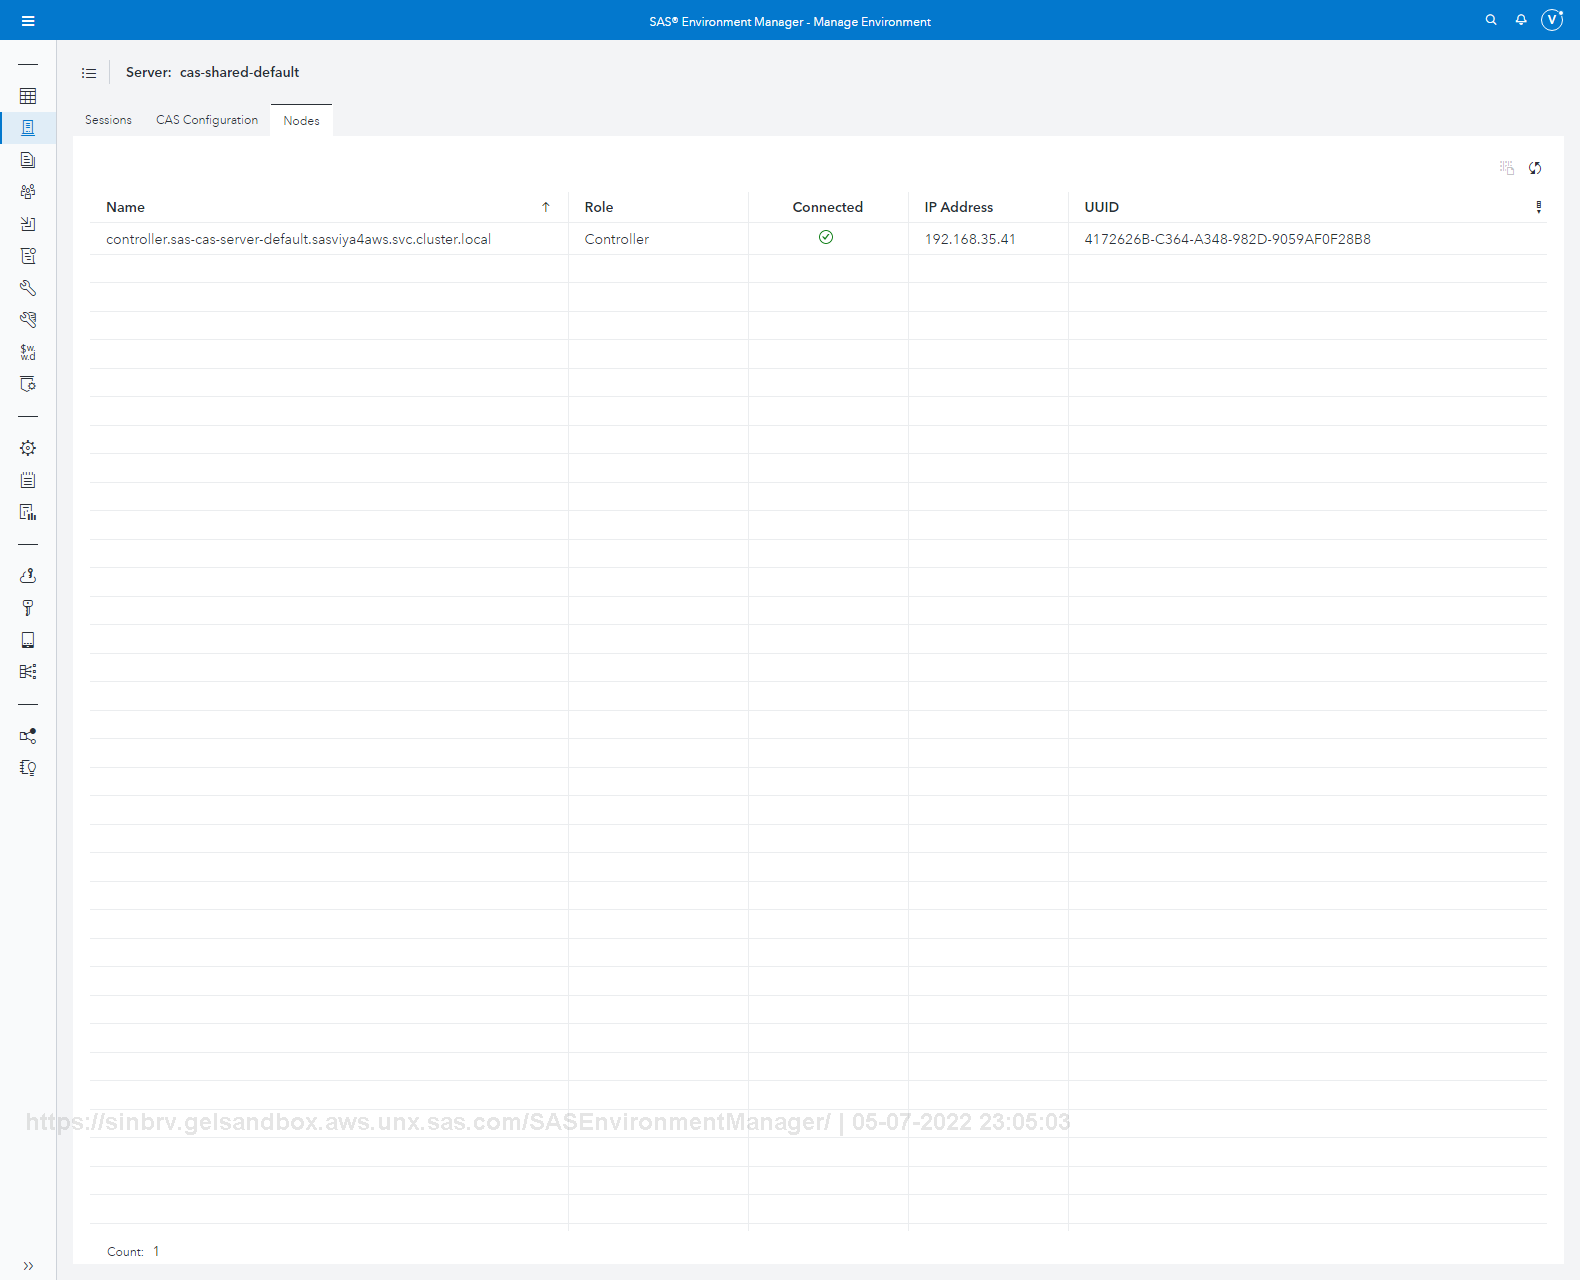 SAS® Environment Manager - Manage Environment
V
Server: cas-shared-default
Sessions CAS Configuration Nodes
Name Role Connected IP Address UUID
controller.sas-cas-server-default.sasviya4aws.svc.cluster.local Controller 192.168.35.41 4172626B-C364-A348-982D-9059AF0F28B8
$w.
w.d
https://sinbrv.gelsandbox.aws.unx.sas.com/SASEnvironmentManager/ | 05-07-2022 23:05:03
Count: 1